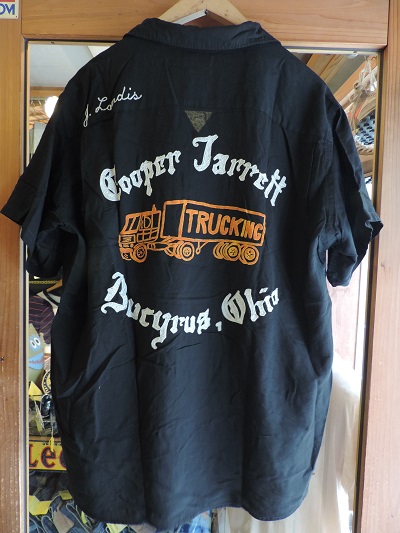 J. Landis
Cooper Jarrett
TRUCKING
Bucyrus, Ohio